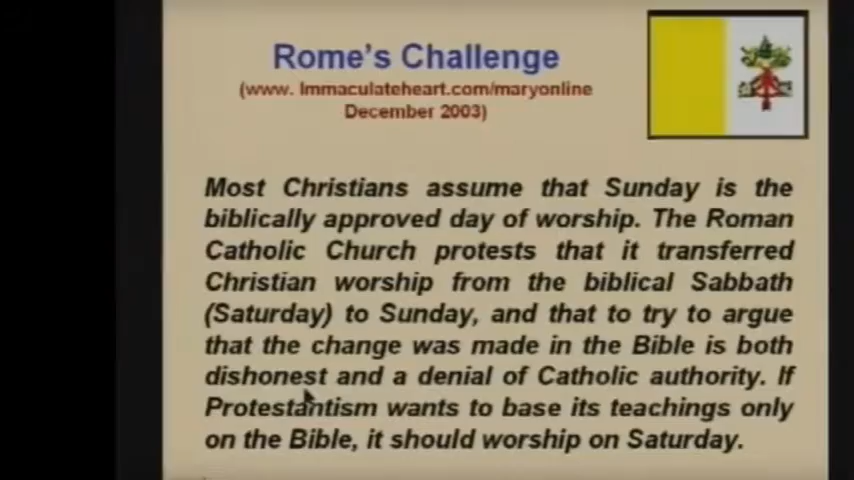 Rome's Challenge
(www. Immaculateheart.com/maryonline
December 2003)
Most Christians assume that Sunday is the
biblically approved day of worship. The Roman
Catholic Church protests that it transferred
Christian worship from the biblical Sabbath
(Saturday) to Sunday, and that to try to argue
that the change was made in the Bible is both
dishonest and a denial of Catholic authority. If
Protestantism wants to base its teachings only
on the Bible, it should worship on Saturday.